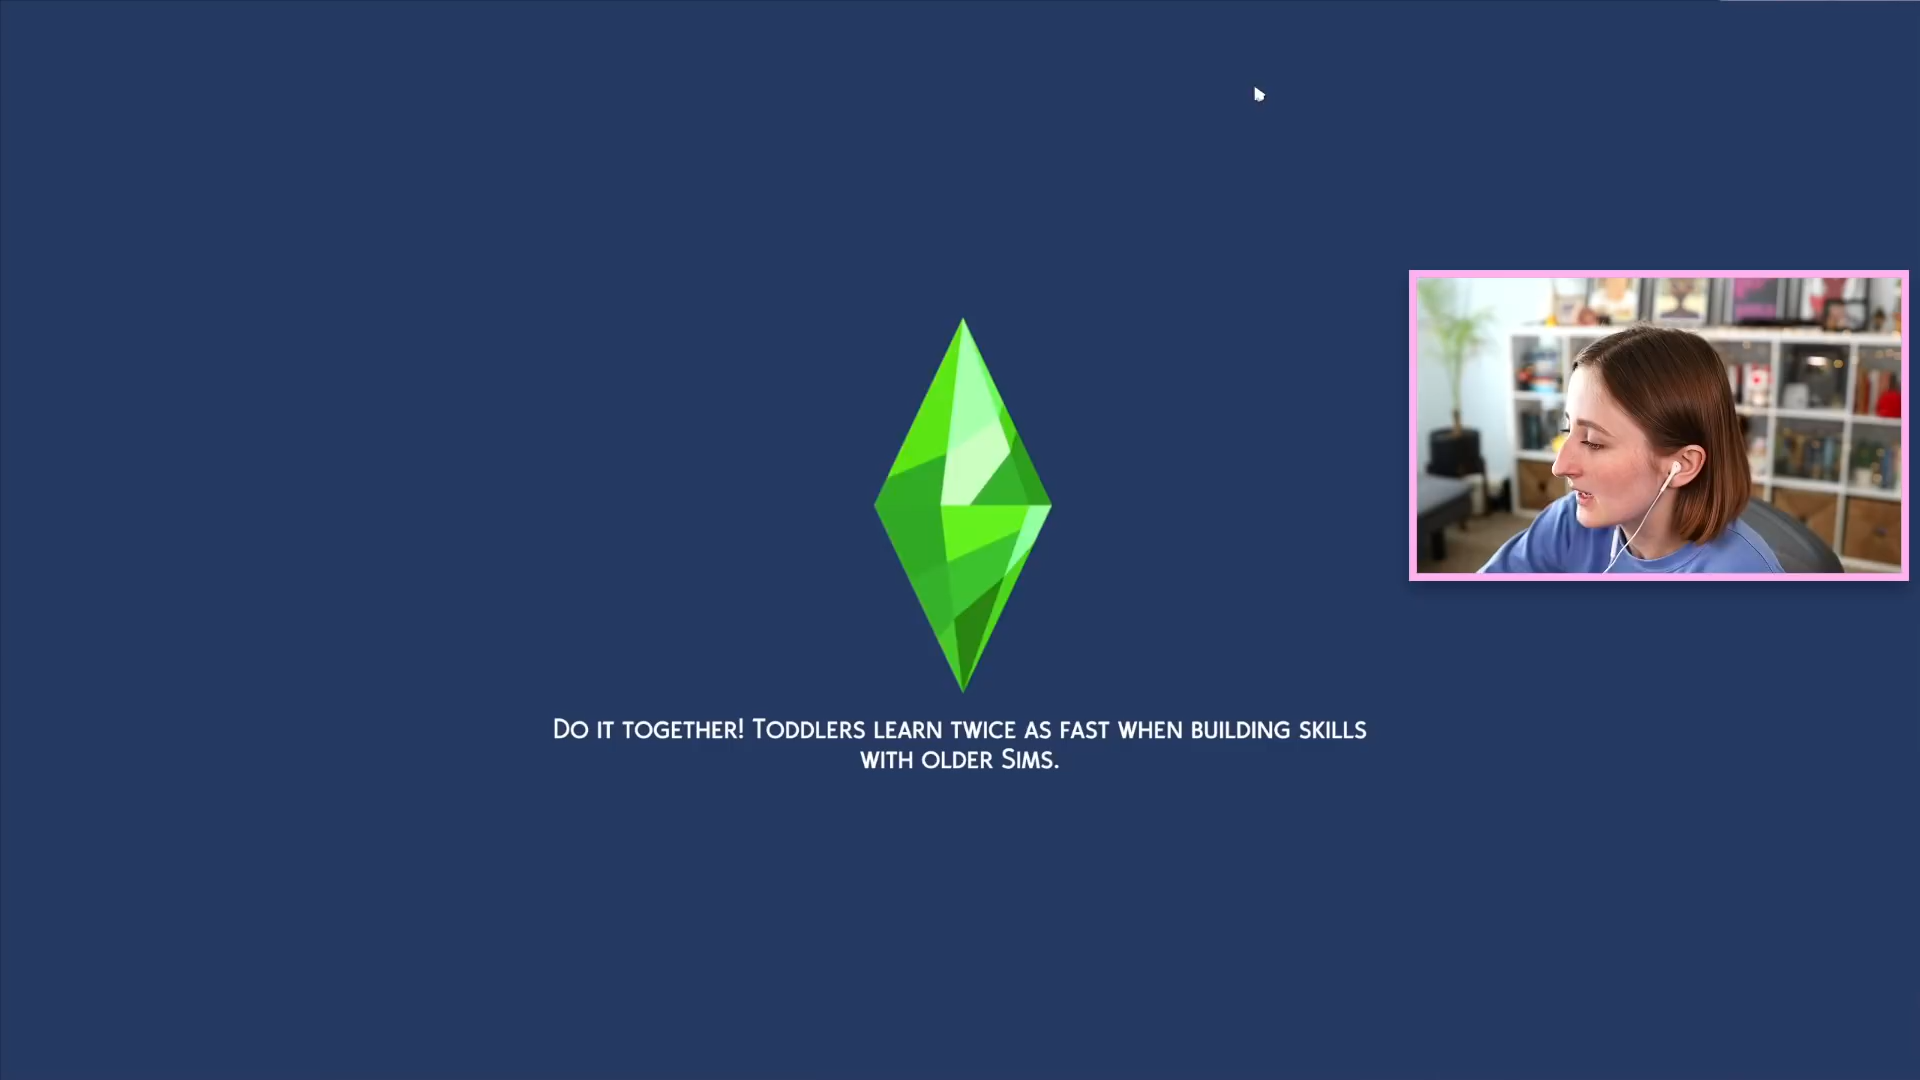 Do it together! Toddlers learn twice as fast when building skills
with older Sims.